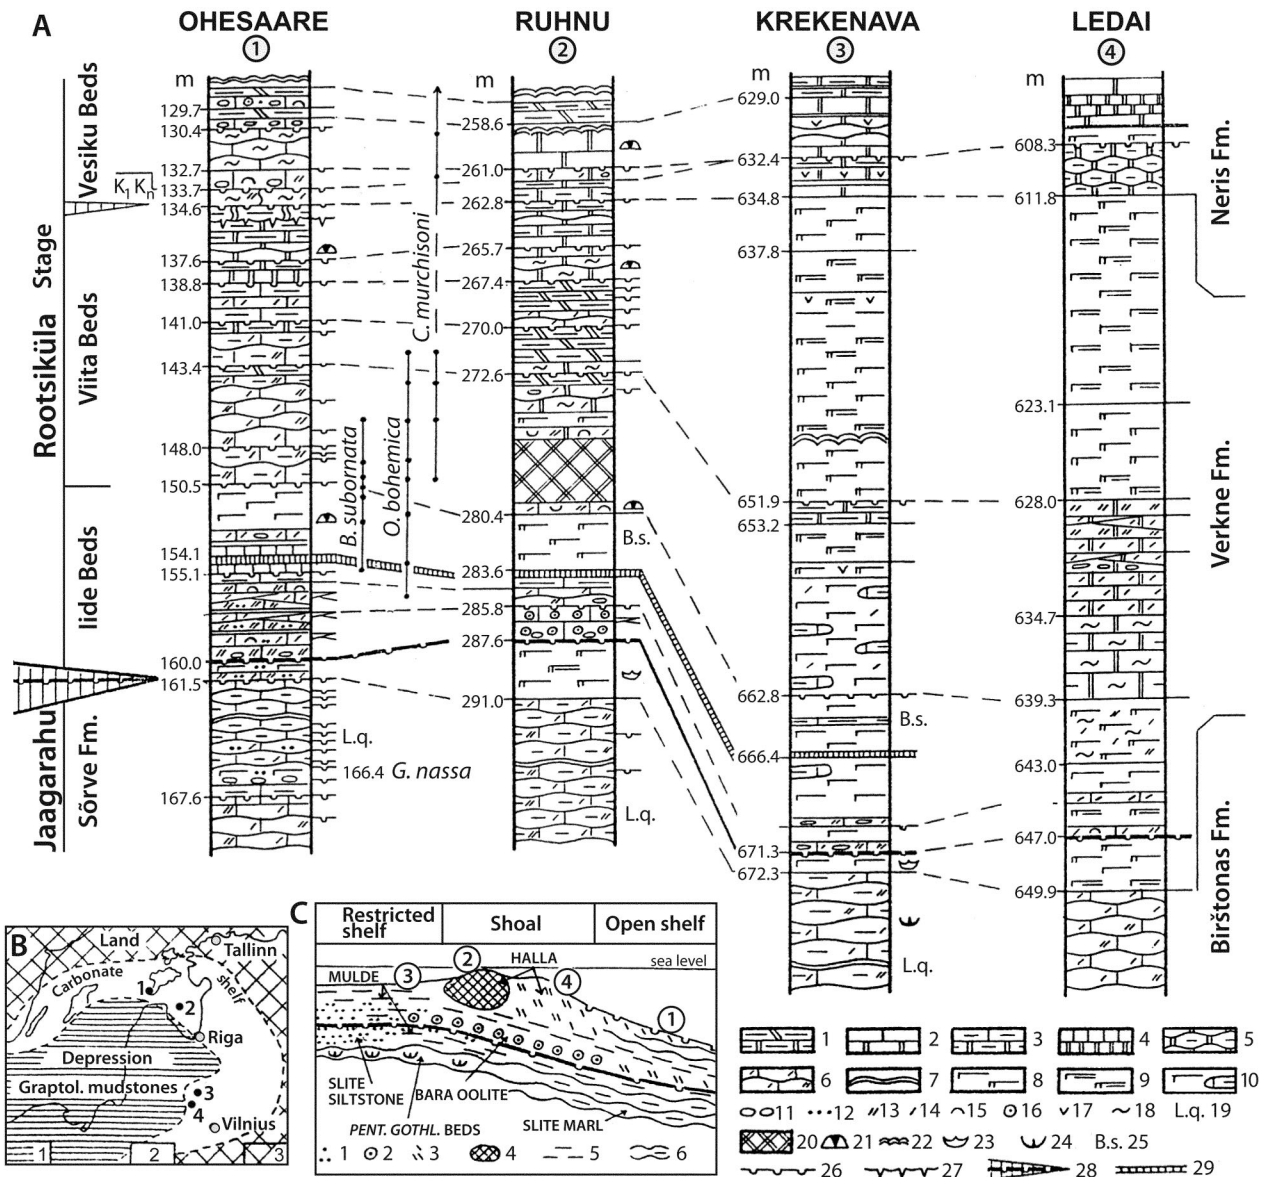 A
OHESAARE
1
RUHNU
2
KREKENAVA
3
LEDAI
4
m
m
m
m
Rootsiküla Stage
Vesiku Beds
Viita Beds
Iide Beds
Jaagarahu
Sõrve Fm.
K1 Kn
129.7
130.4
132.7
133.7
134.6
137.6
138.8
141.0
143.4
148.0
150.5
154.1
155.1
160.0
161.5
167.6
L.q.
166.4 G. nassa
B. subornata
O. bohemica
C. murchisoni
258.6
261.0
262.8
265.7
267.4
270.0
272.6
280.4
283.6
285.8
287.6
291.0
B.s.
L.q.
629.0
632.4
634.8
637.8
651.9
653.2
662.8
666.4
671.3
672.3
B.s.
L.q.
608.3
611.8
623.1
628.0
634.7
639.3
643.0
647.0
649.9
Neris Fm.
Verkne Fm.
Birštonas Fm.
B
Land
Tallinn
Carbonate
shelf
1
2
Riga
Depression
Graptol. mudstones
3
4
Vilnius
1 2 3
C
Restricted shelf
Shoal
Open shelf
sea level
MULDE
3
2
HALLA
4
1
SLITE SILTSTONE
BARA OOLITE
PENT. GOTHL. BEDS
SLITE MARL
1 2 3 4 5 6
1 2 3 4 5
6 7 8 9 10
11 12 13 14 15 16 17 18 L.q. 19
20 21 22 23 24 B.s. 25
26 27 28 29